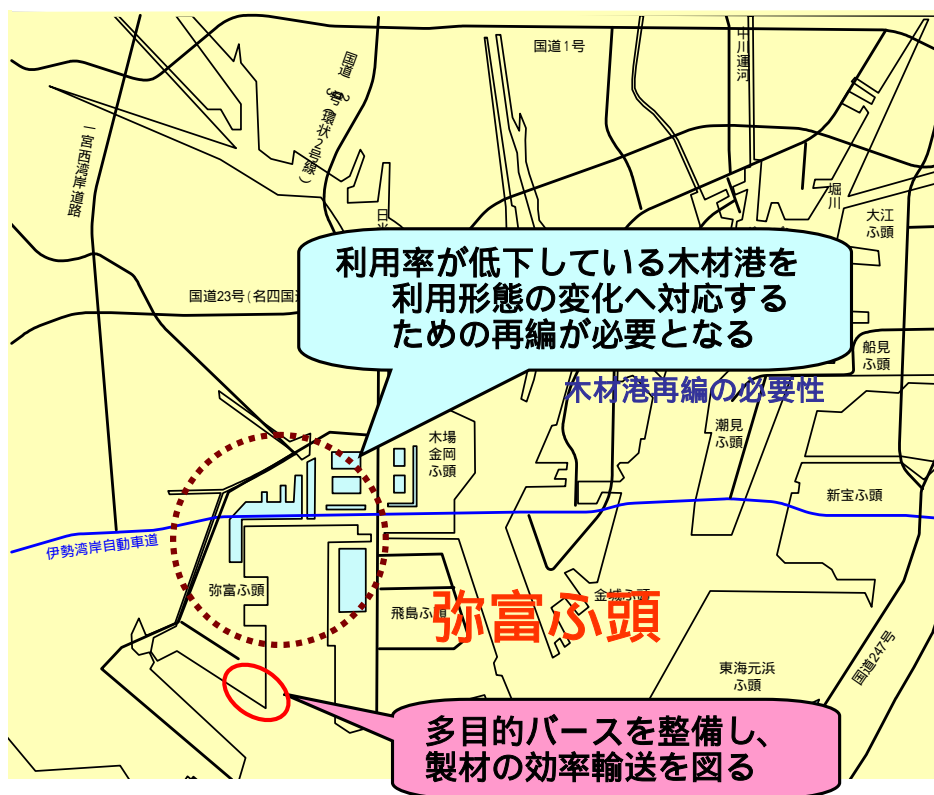 国道1号
中川運河
国道
2
3号(環状2号線)
一宮西湾岸道路
堀川
大江
ふ頭
日光
国道23号(名四国道
利用率が低下している木材港を
利用形態の変化へ対応する
ための再編が必要となる
船見
ふ頭
木材港再編の必要性
潮見
ふ頭
木場
金岡
ふ頭
新宝ふ頭
伊勢湾岸自動車道
弥富ふ頭
飛島ふ頭
弥富ふ頭
金城ふ頭
東海元浜
ふ頭
国道247号
多目的バースを整備し、
製材の効率輸送を図る